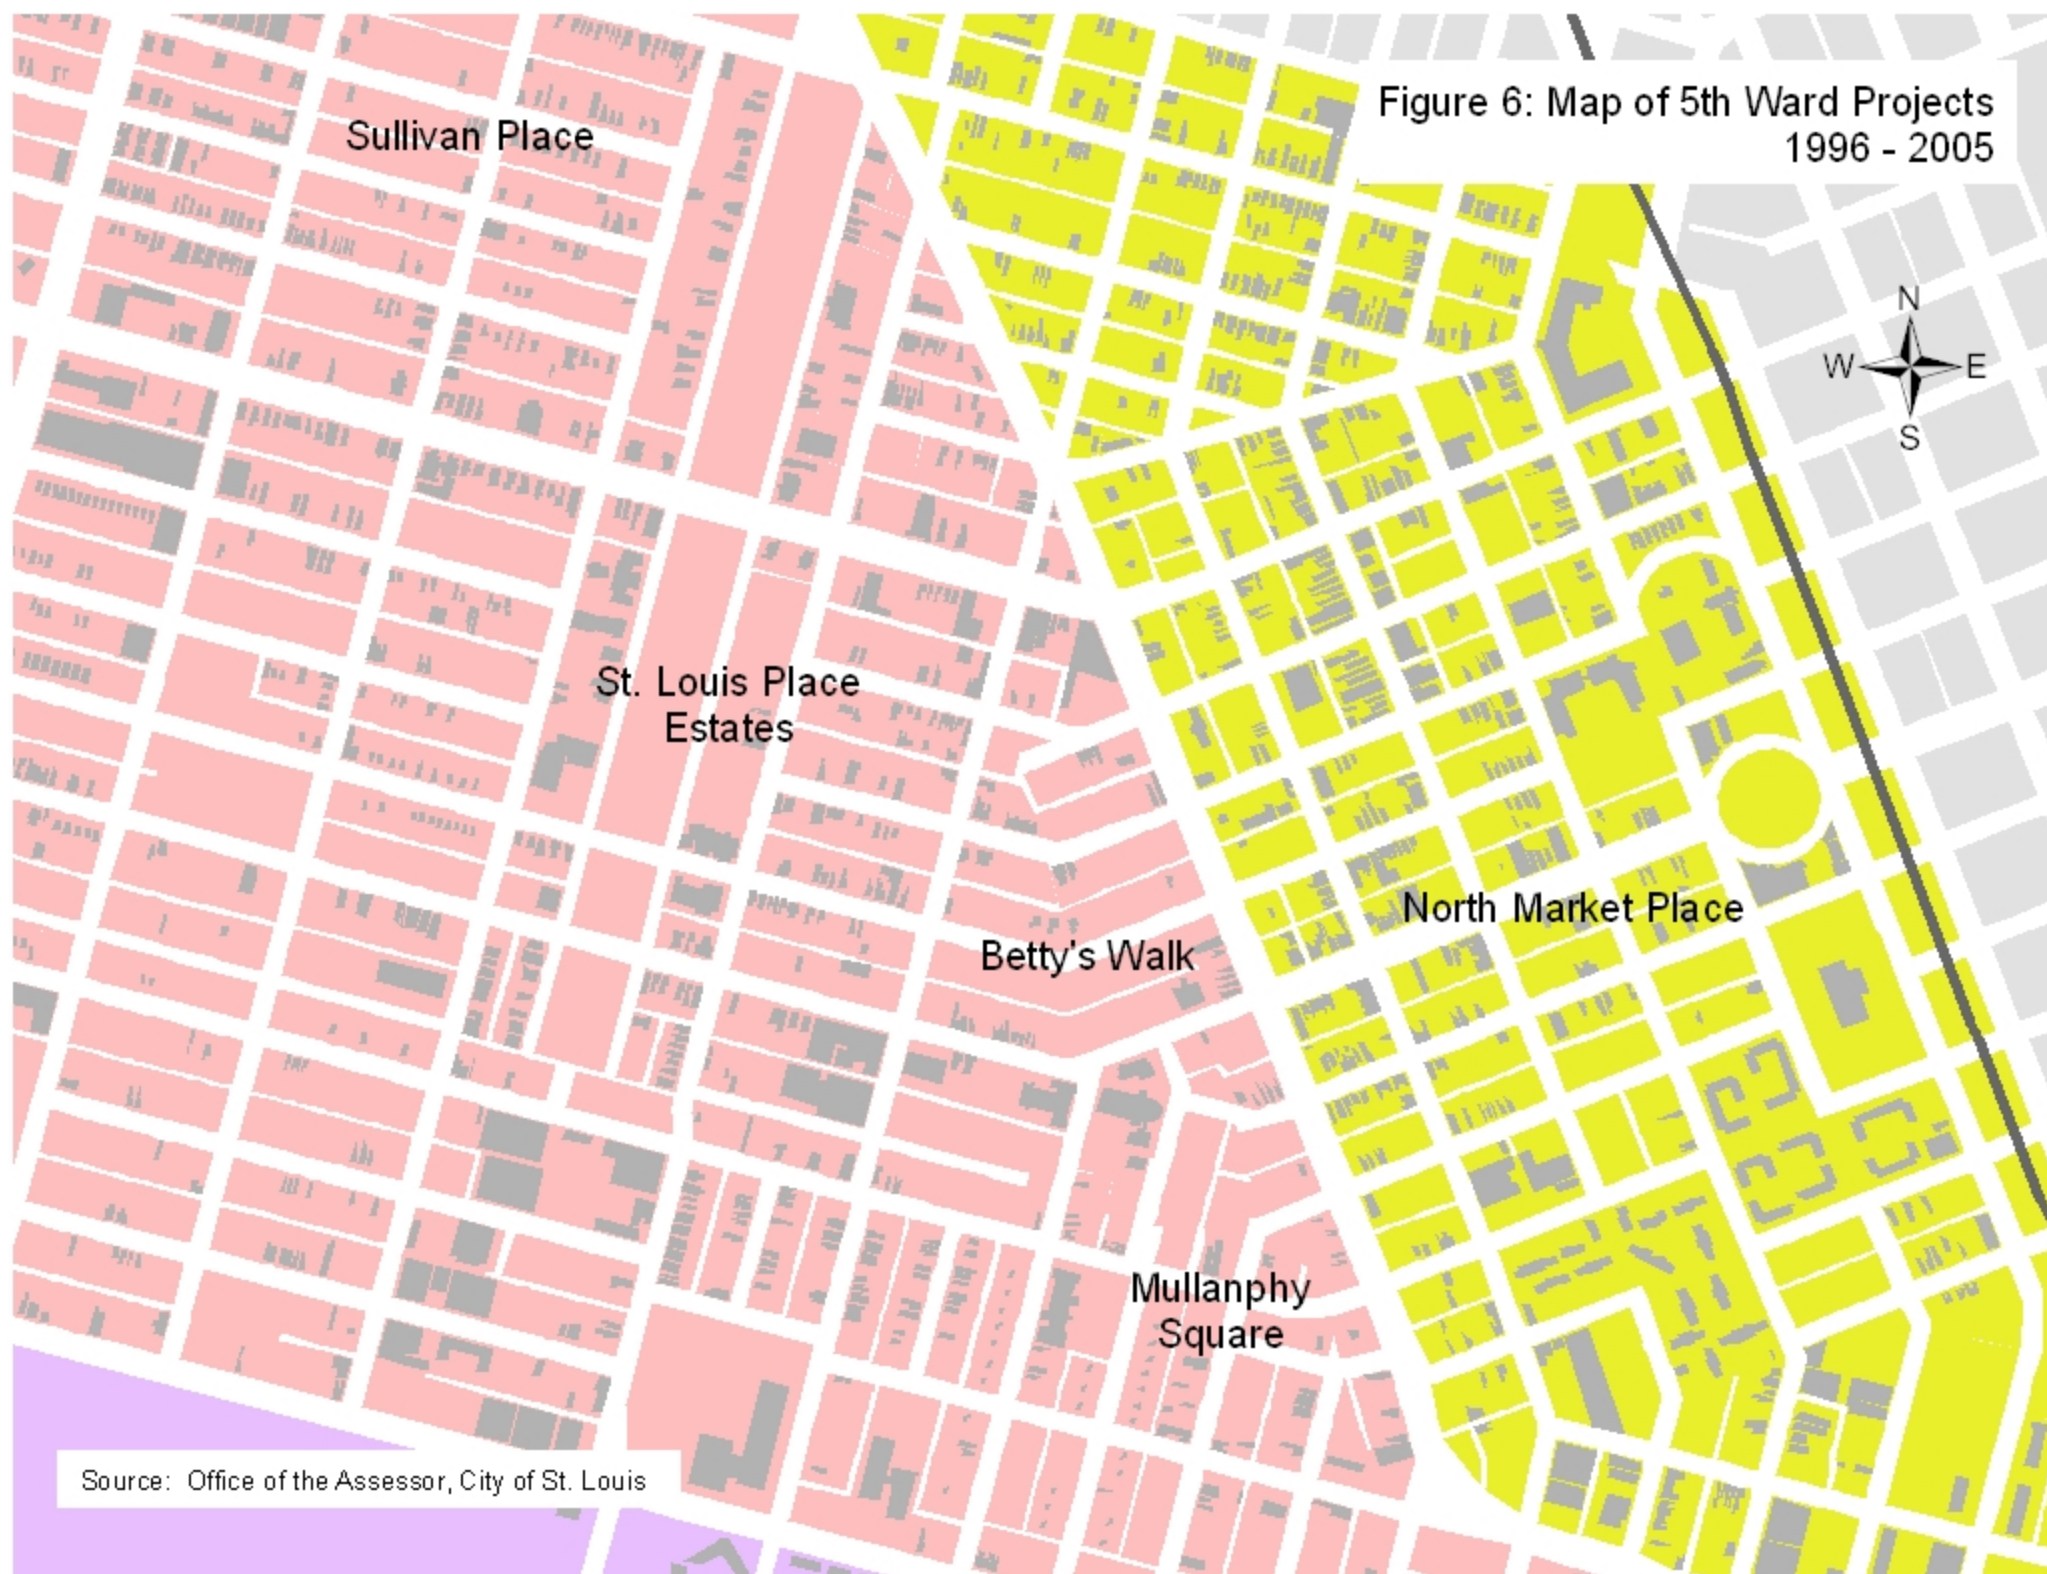 Figure 6: Map of 5th Ward Projects
1996 - 2005
Sullivan Place
N
W E
S
St. Louis Place
Estates
North Market Place
Betty's Walk
Mullanphy
Square
Source: Office of the Assessor, City of St. Louis